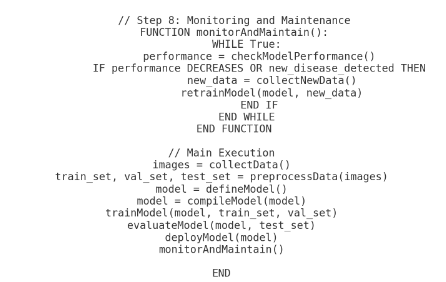 // Step 8: Monitoring and Maintenance
FUNCTION monitorAndMaintain():
WHILE True:
performance = checkModelPerformance()
IF performance DECREASES OR new_disease_detected THEN
new_data = collectNewData()
retrainModel(model, new_data)
END IF
END WHILE
END FUNCTION
// Main Execution
images = collectData()
train_set, val_set, test_set = preprocessData(images)
model = defineModel()
model = compileModel(model)
trainModel(model, train_set, val_set)
evaluateModel(model, test_set)
deployModel(model)
monitorAndMaintain()
END